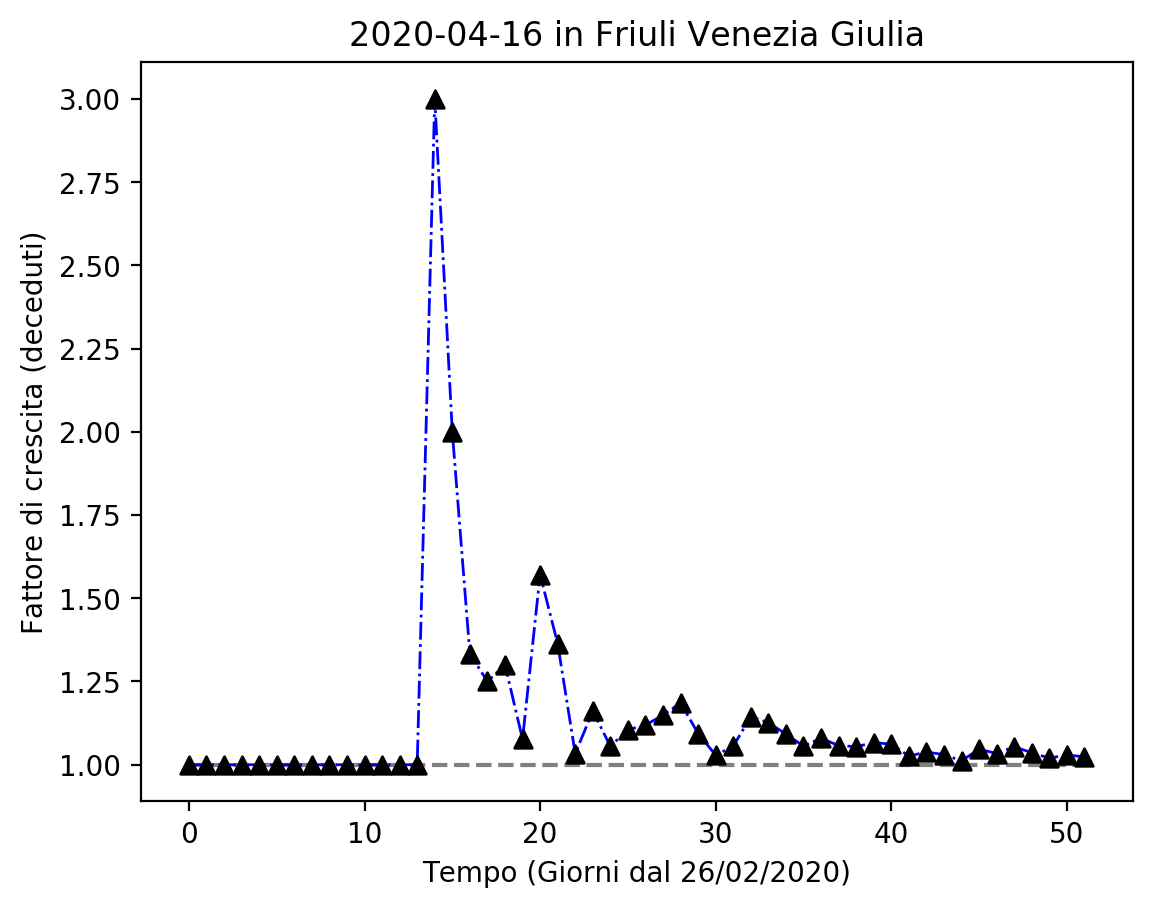 2020-04-16 in Friuli Venezia Giulia
Fattore di crescita (deceduti)
3.00
2.75
2.50
2.25
2.00
1.75
1.50
1.25
1.00
0 10 20 30 40 50
Tempo (Giorni dal 26/02/2020)